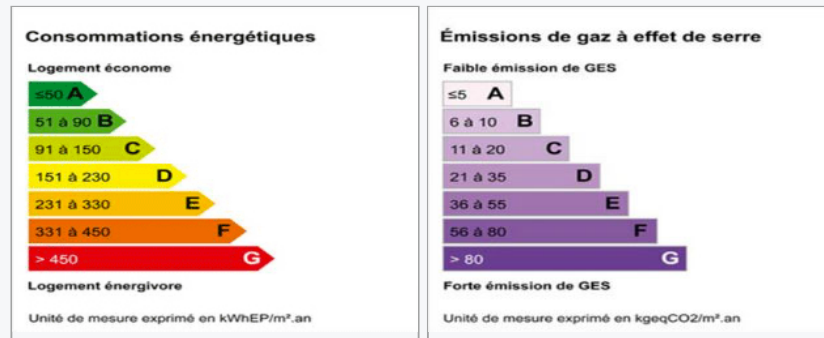 Consommations énergétiques
Logement économe
≤50 A
51 à 90 B
91 à 150 C
151 à 230 D
231 à 330 E
331 à 450 F
> 450 G
Logement énergivore
Unité de mesure exprimé en kWhEP/m².an
Émissions de gaz à effet de serre
Faible émission de GES
≤5 A
6 à 10 B
11 à 20 C
21 à 35 D
36 à 55 E
56 à 80 F
> 80 G
Forte émission de GES
Unité de mesure exprimé en kgeqCO2/m².an